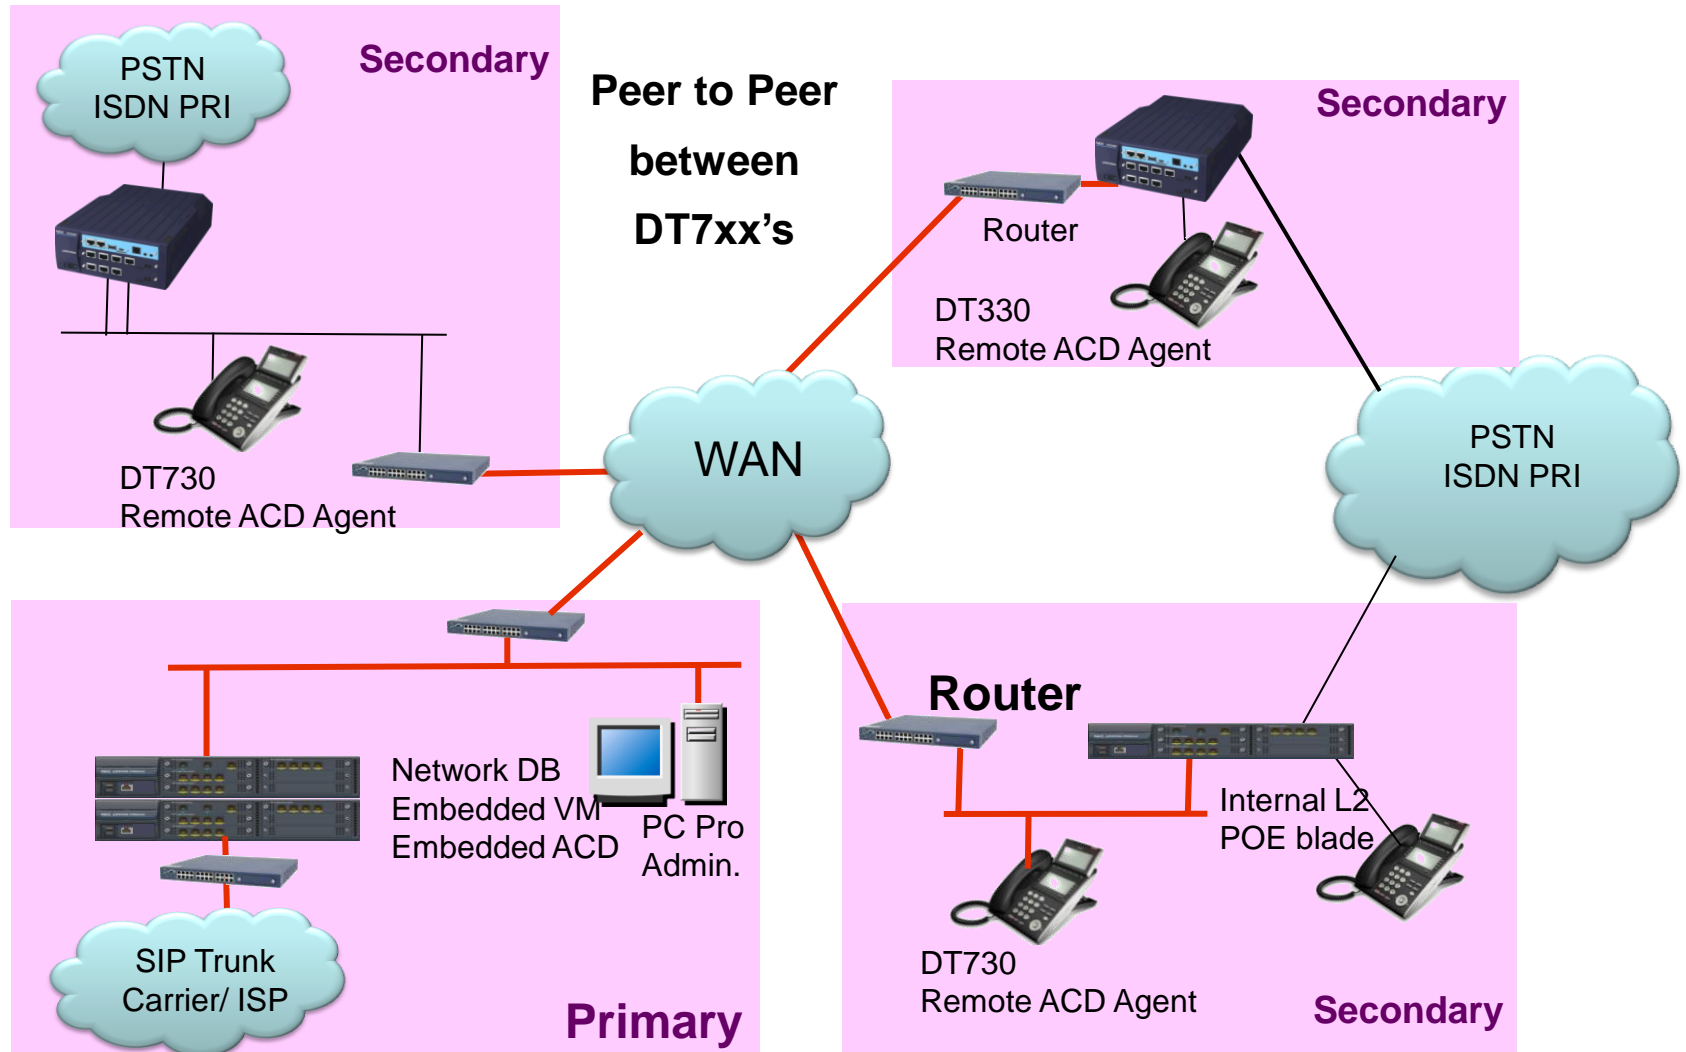 PSTN
ISDN PRI
Secondary
DT730
Remote ACD Agent
Peer to Peer
between
DT7xx's
Secondary
Router
DT330
Remote ACD Agent
WAN
PSTN
ISDN PRI
Network DB
Embedded VM
Embedded ACD
PC Pro
Admin.
SIP Trunk
Carrier/ ISP
Primary
Router
Internal L2
POE blade
DT730
Remote ACD Agent
Secondary